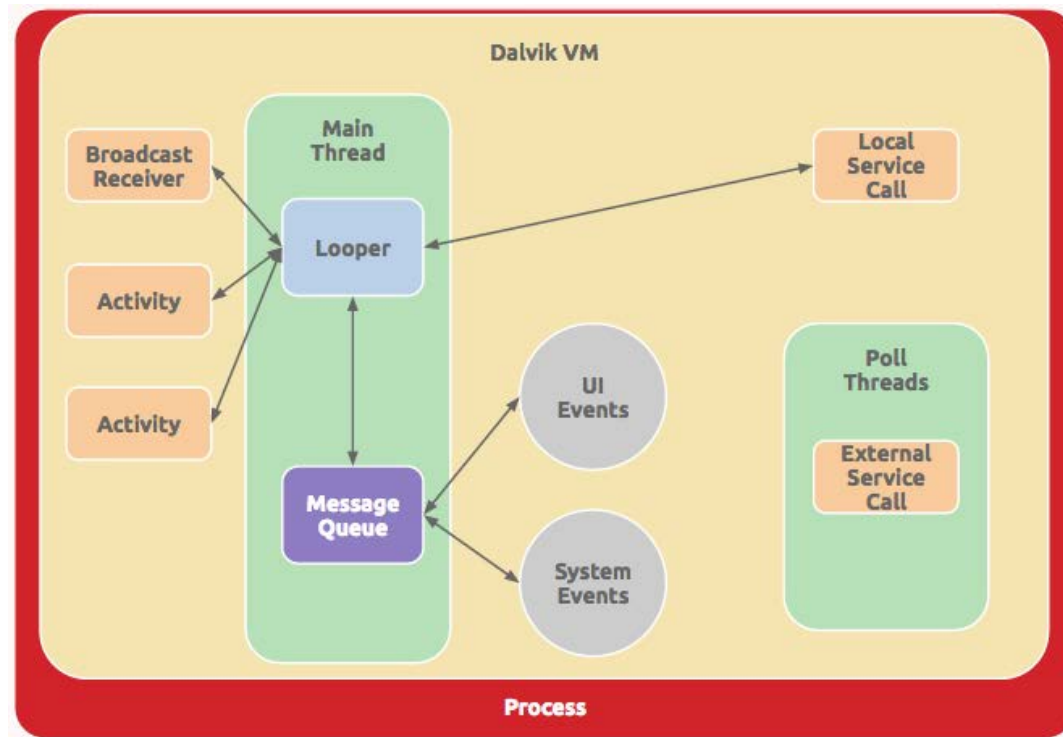 Dalvik VM
Main
Thread
Broadcast
Receiver
Looper
Local
Service
Call
Activity
Activity
UI
Events
Poll
Threads
External
Service
Call
Message
Queue
System
Events
Process